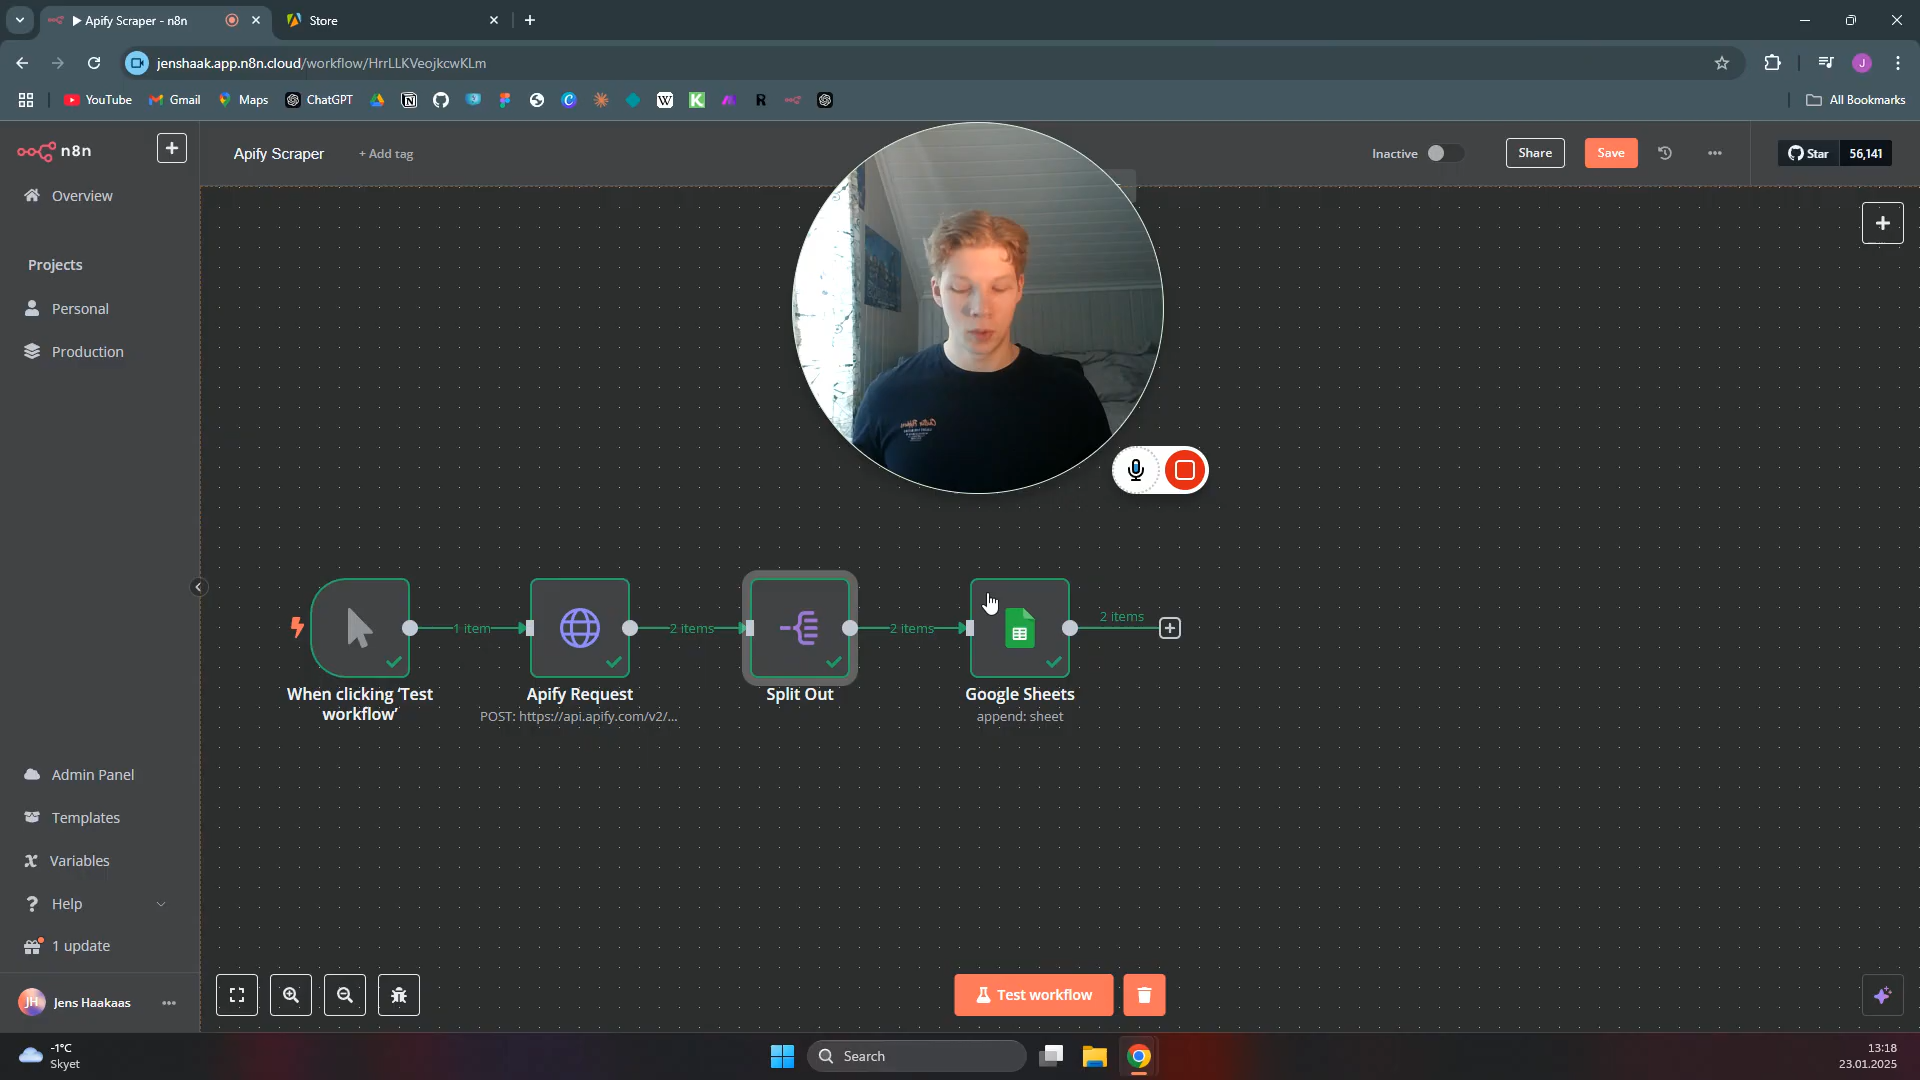 Apify Scraper - n8n
Store
jenshaak.app.n8n.cloud/workflow/HrrLLKVeojkcwKLm
YouTube
Gmail
Maps
ChatGPT
All Bookmarks
n8n
Apify Scraper
+ Add tag
Inactive
Share
Save
Star
56,141
Overview
Projects
Personal
Production
1 item
2 items
2 items
2 items
When clicking ‘Test
workflow’
Apify Request
POST: https://api.apify.com/v2/...
Split Out
Google Sheets
append: sheet
Admin Panel
Templates
Variables
Help
1 update
JH
Jens Haakaas
Test workflow
-1°C
Skyet
Search
13:18
23.01.2025